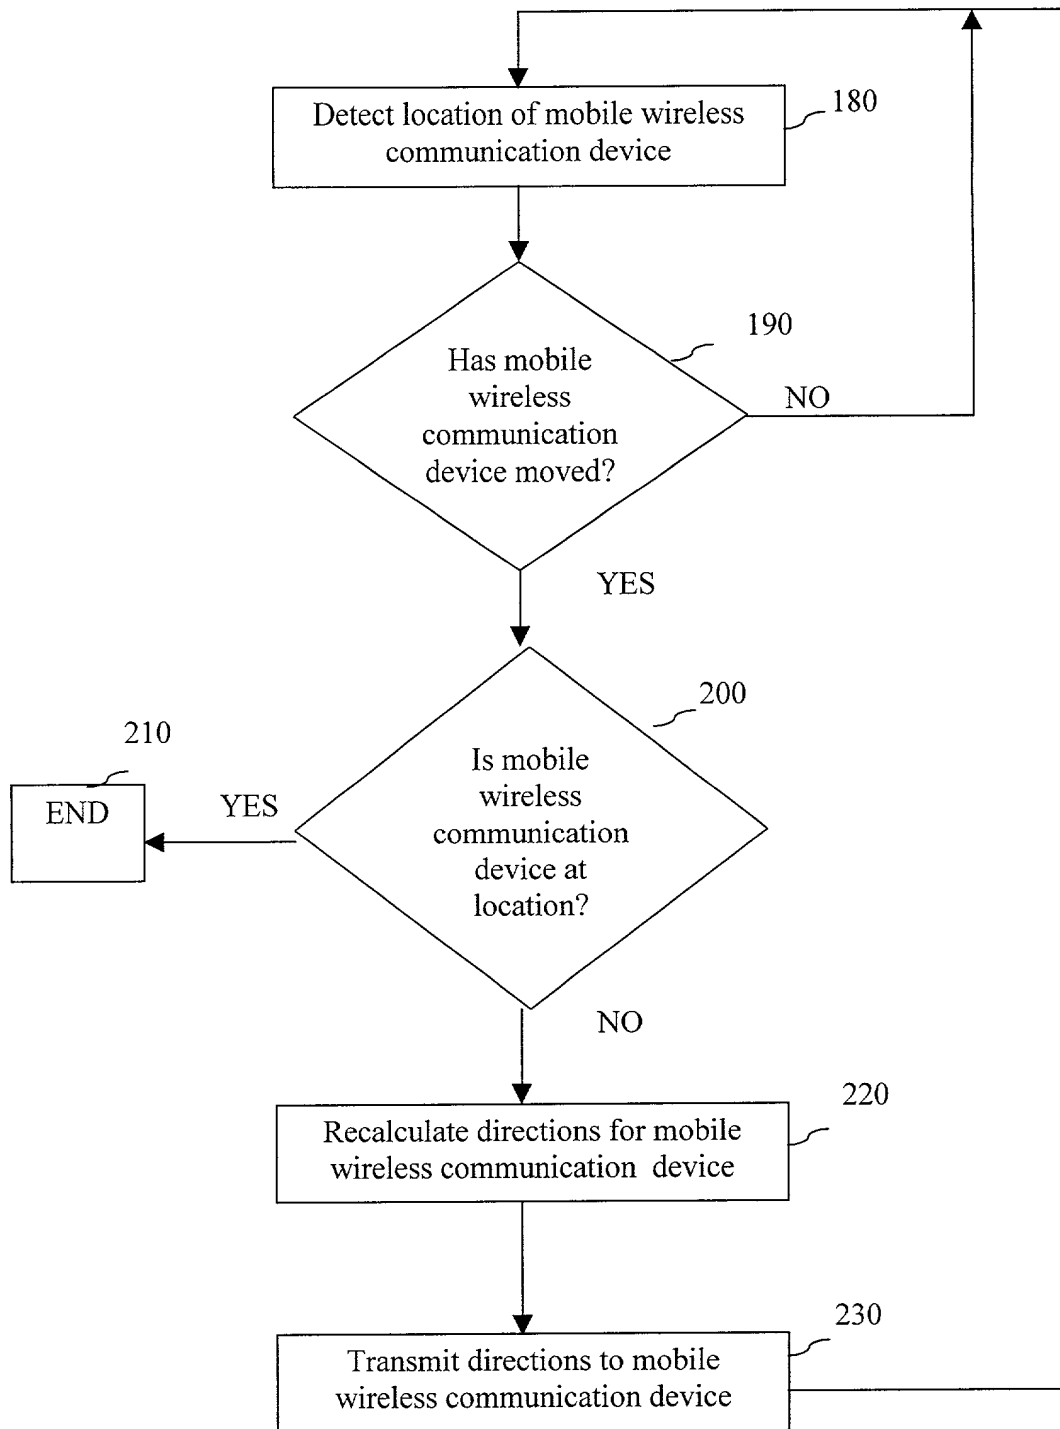 Detect location of mobile wireless
communication device
180
190
Has mobile
wireless
communication
device moved?
NO
YES
200
210
Is mobile
wireless
communication
device at
location?
END
YES
NO
220
Recalculate directions for mobile
wireless communication device
230
Transmit directions to mobile
wireless communication device